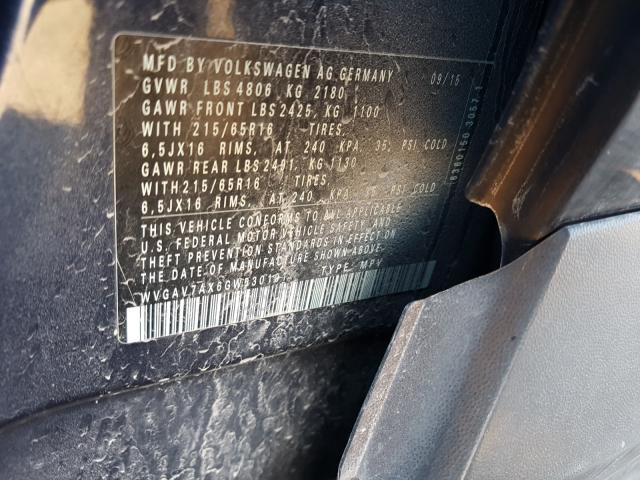 MFD BY VOLKSWAGEN AG, GERMANY 09/16
GVWR LBS 4806 KG 2180
GAWR FRONT LBS 2425, KG 1100
WITH 215/65R16 TIRES.
6,5JX16 RIMS, AT 240 KPA 35, PSI COLD
GAWR REAR LBS 2491, KG 1130
WITH 215/65R16 TIRES
6,5JX16 RIMS, AT 240 KPA PSI COLD
THIS VEHICLE CONFORMS TO ALL APPLICABLE
U.S. FEDERAL MOTOR VEHICLE SAFETY AND
THEFT PREVENTION STANDARDS IN EFFECT ON
THE DATE OF MANUFACTURE SHOWN ABOVE.
TYPE: MPV